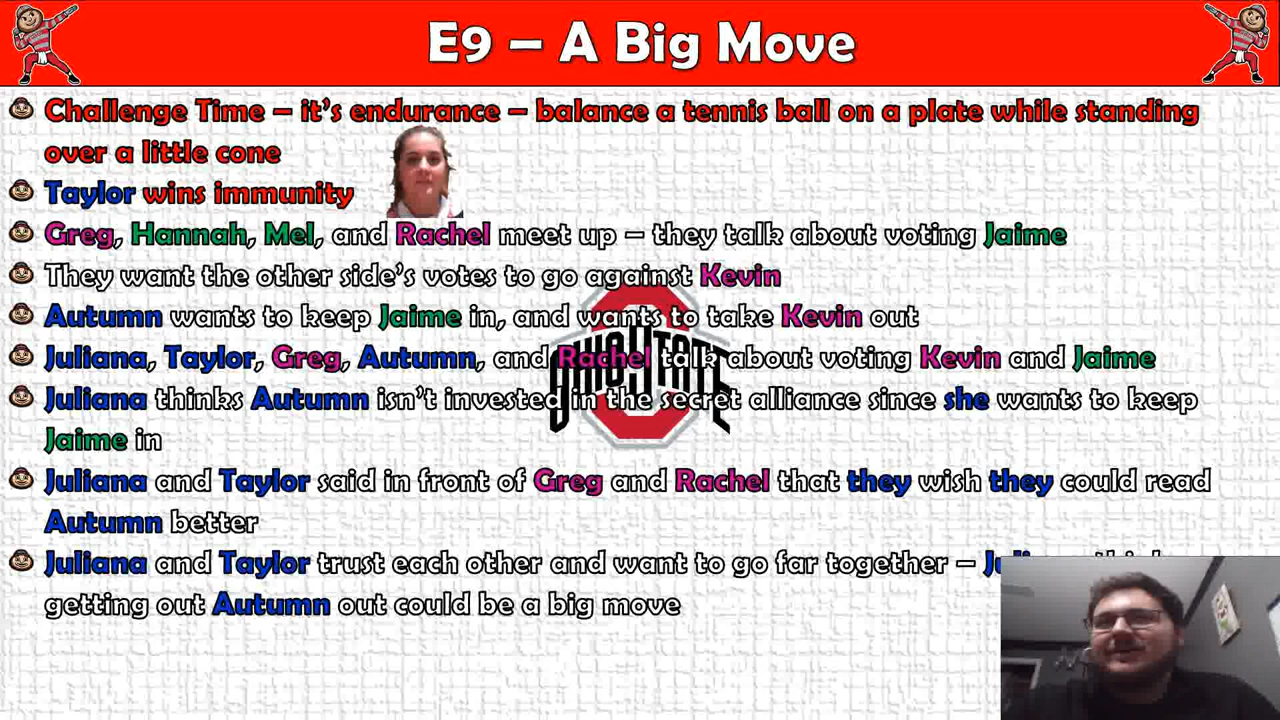 E9 – A Big Move
Challenge Time – it's endurance – balance a tennis ball on a plate while standing
over a little cone
Taylor wins immunity
Greg, Hannah, Mel, and Rachel meet up – they talk about voting Jaime
They want the other side's votes to go against Kevin
Autumn wants to keep Jaime in, and wants to take Kevin out
Juliana, Taylor, Greg, Autumn, and Rachel talk about voting Kevin and Jaime
Juliana thinks Autumn isn't invested in the secret alliance since she wants to keep
Jaime in
Juliana and Taylor said in front of Greg and Rachel that they wish they could read
Autumn better
Juliana and Taylor trust each other and want to go far together –
getting out Autumn out could be a big move
OHIO STATE